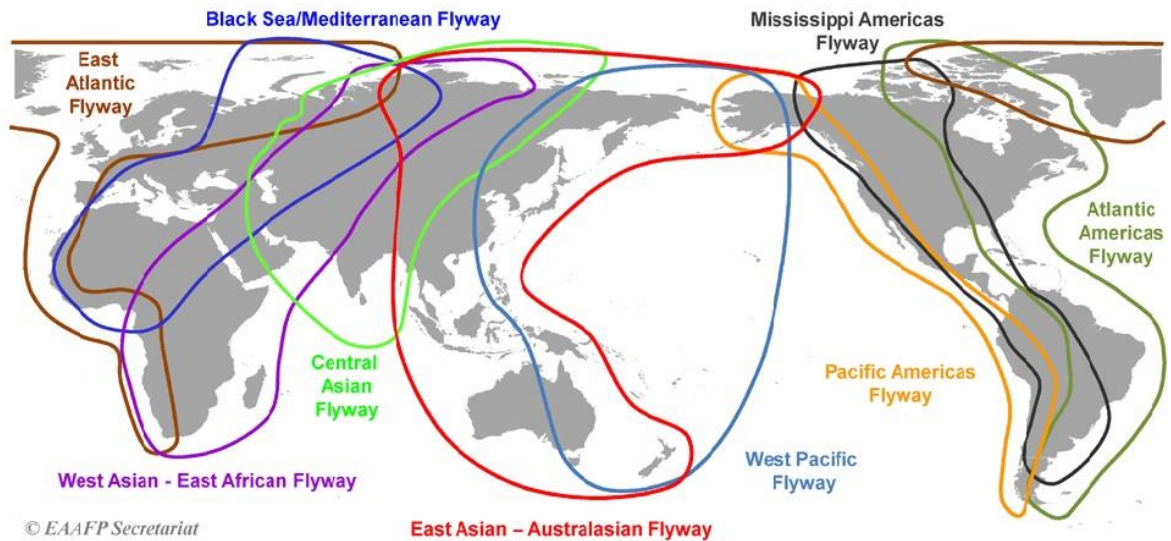 Black Sea/Mediterranean Flyway
Mississippi Americas
Flyway
East
Atlantic
Flyway
Atlantic
Americas
Flyway
Central
Asian
Flyway
Pacific Americas
Flyway
West Asian - East African Flyway
West Pacific
Flyway
© EAAFP Secretariat
East Asian – Australasian Flyway